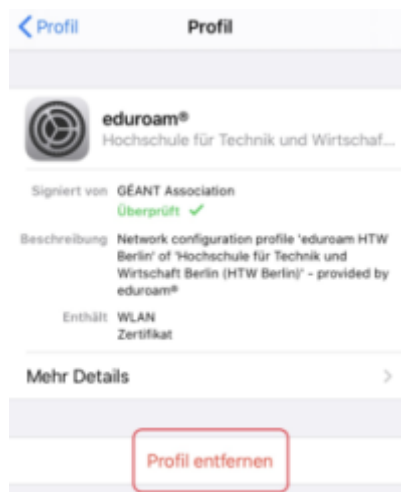 Profil
Profil
eduroam®
Hochschule für Technik und Wirtschaf...
Signiert von GÉANT Association
Überprüft ✓
Beschreibung Network configuration profile 'eduroam HTW
Berlin' of 'Hochschule für Technik und
Wirtschaft Berlin (HTW Berlin)' - provided by
eduroam®
Enthält WLAN
Zertifikat
Mehr Details
Profil entfernen